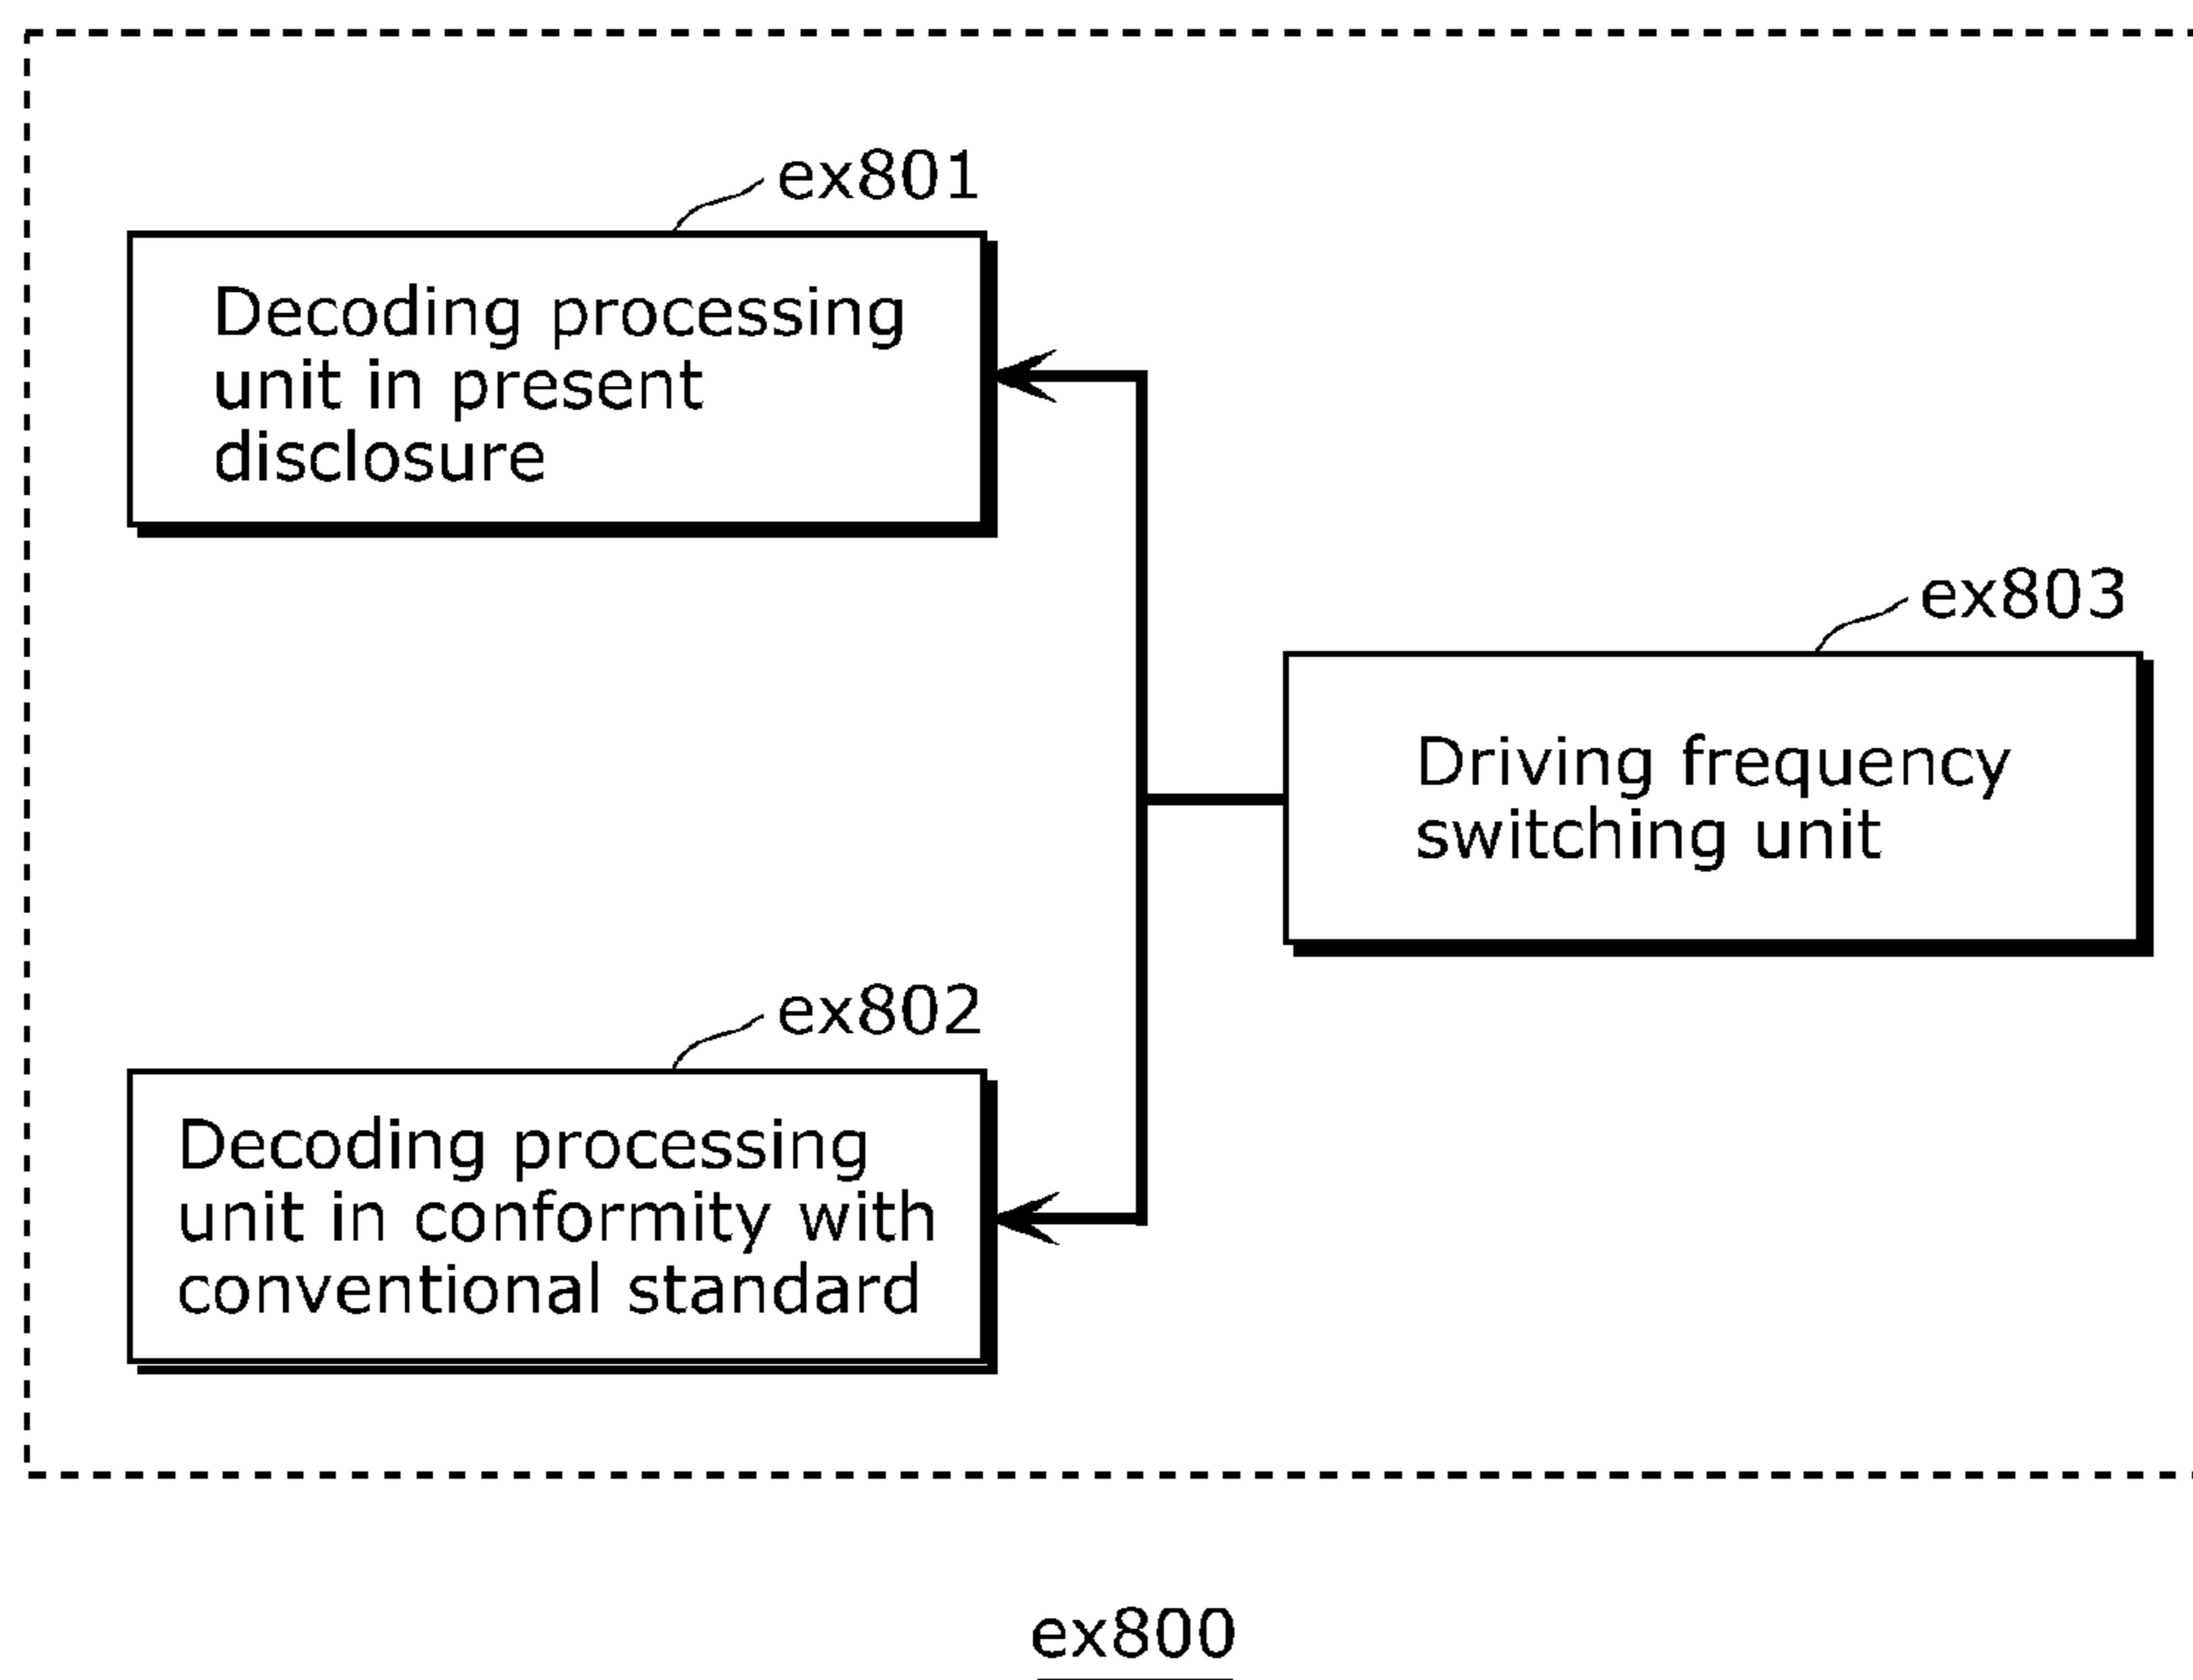 ex801
Decoding processing
unit in present
disclosure
ex803
Driving frequency
switching unit
ex802
Decoding processing
unit in conformity with
conventional standard
ex800